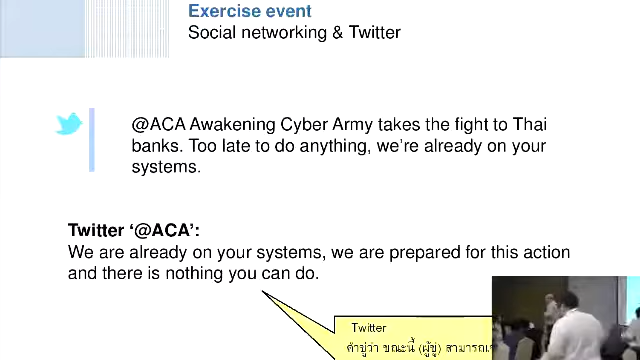 Exercise event
Social networking & Twitter
@ACA Awakening Cyber Army takes the fight to Thai
banks. Too late to do anything, we're already on your
systems.
Twitter ‘@ACA’:
We are already on your systems, we are prepared for this action
and there is nothing you can do.
Twitter
คำขู่ว่า ขณะนี้ (ผู้ขู่) สามารถเข